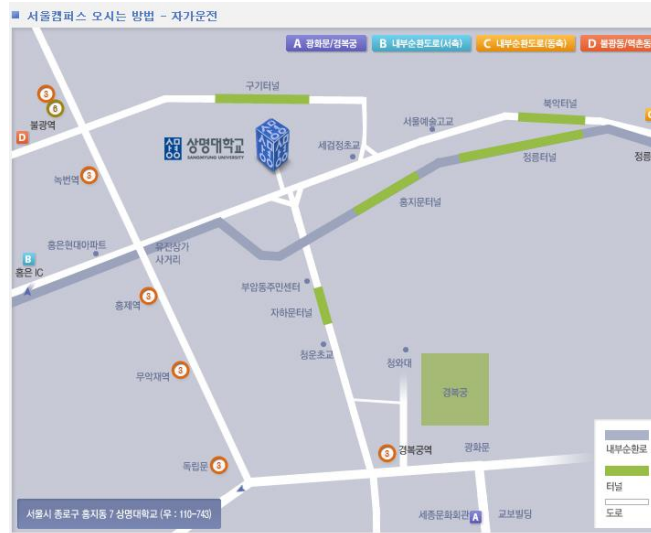 서울캠퍼스 오시는 방법 - 자가운전
A 광화문/경복궁
B 내부순환도로(서측)
C 내부순환도로(동측)
D 불광동/역촌동
구기터널
북악터널
3
6
불광역
D
서울예술고교
상명대학교
SANGMYUNG UNIVERSITY
세검정초교
정릉터널
정릉
녹번역 3
홍지문터널
홍은현대아파트
유진상가
사거리
B
홍은 IC
부암동주민센터
홍제역 3
자하문터널
청운초교
청와대
무악재역 3
경복궁
3 경복궁역
광화문
내부순환로
독립문 3
터널
서울시 종로구 홍지동 7 상명대학교 (우 : 110-743)
세종문화회관 A
교보빌딩
도로